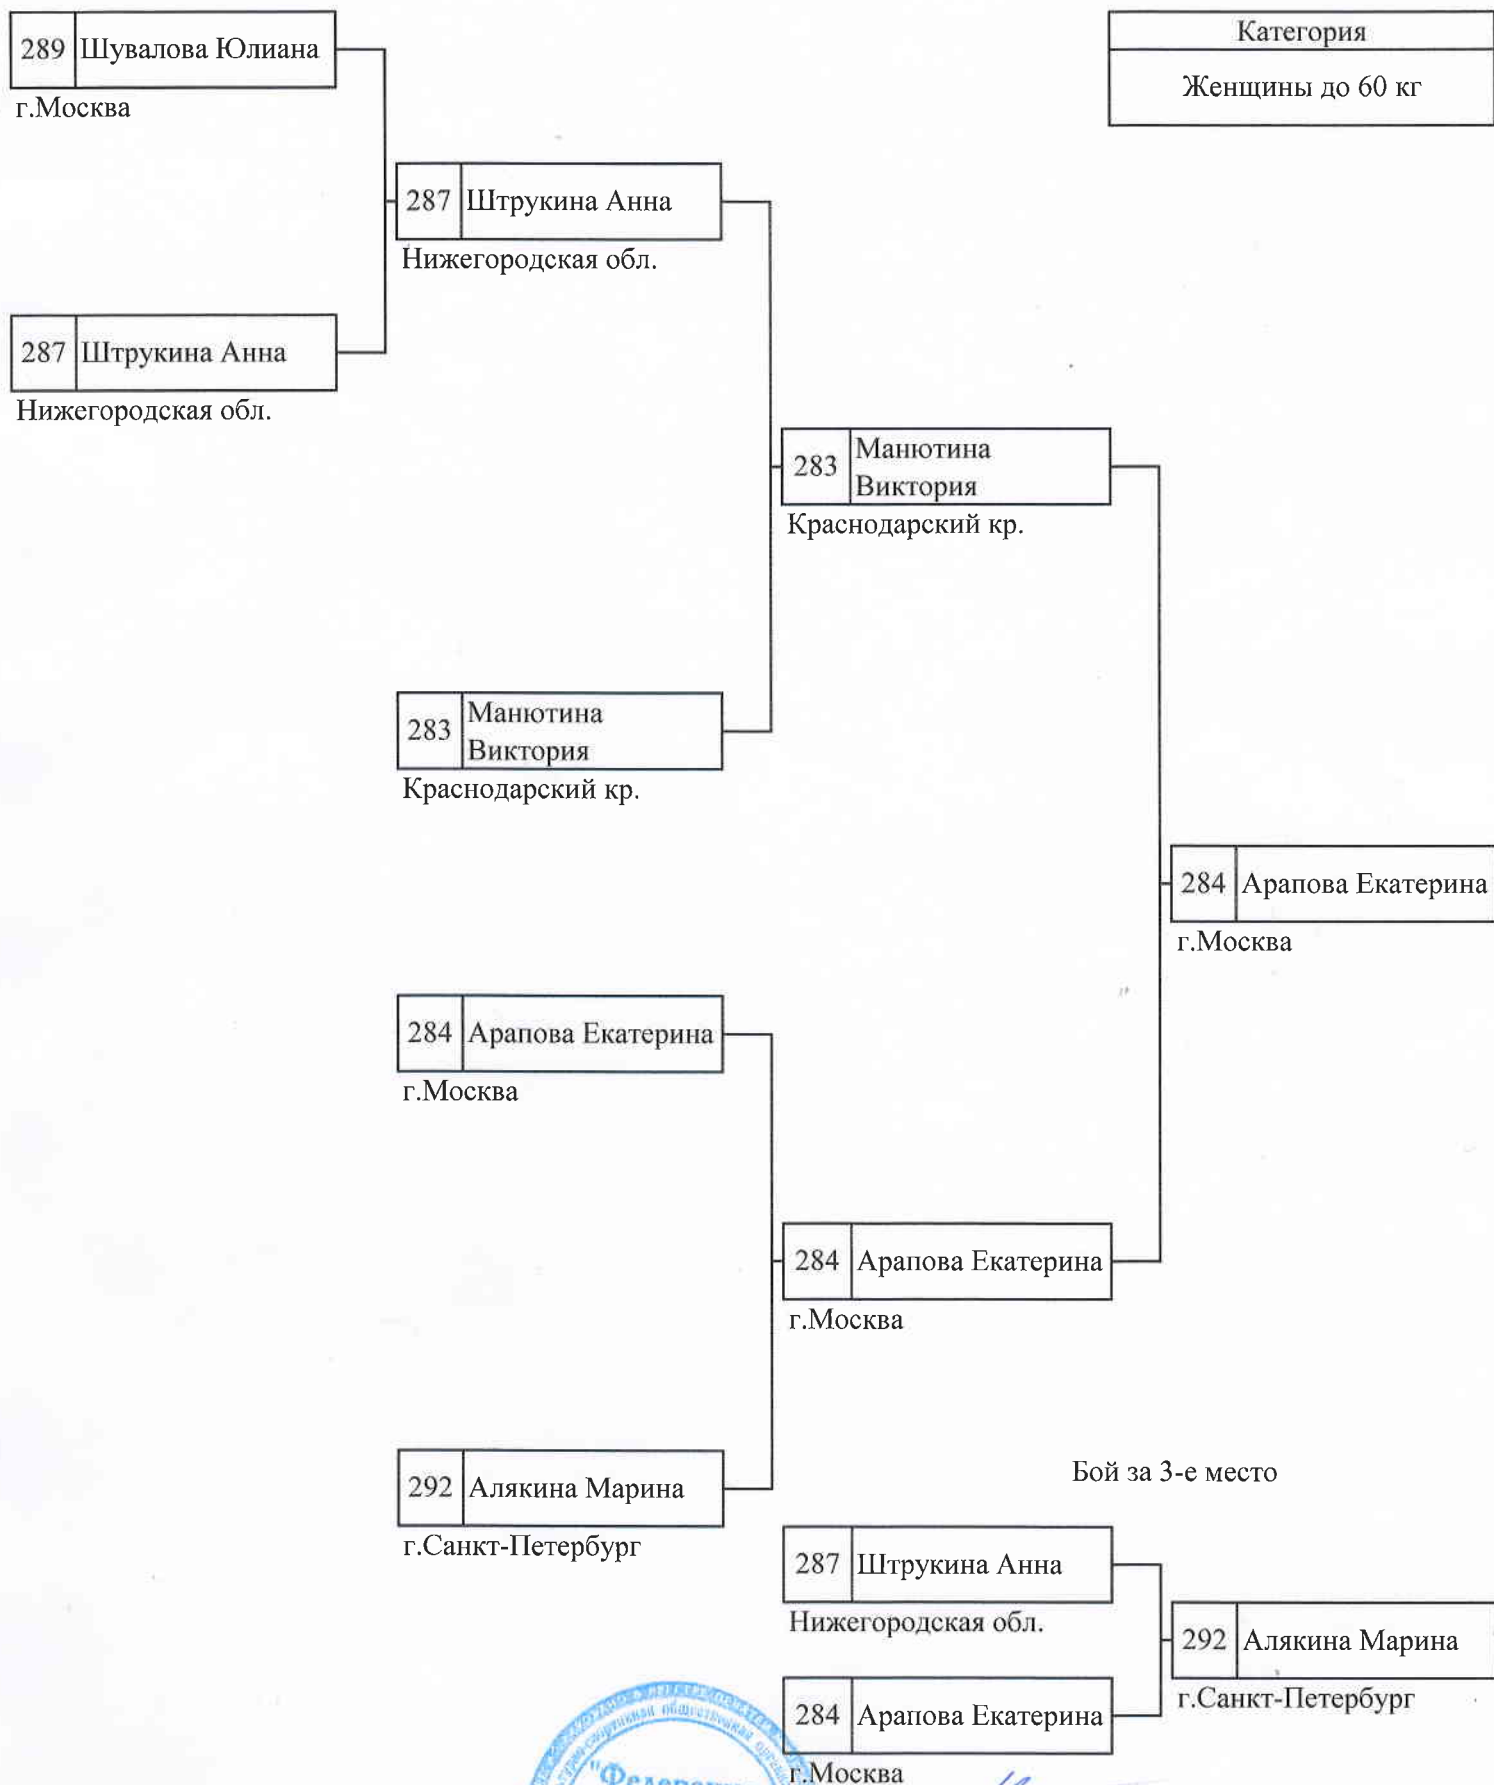 289 Шувалова Юлиана
г.Москва
Категория
Женщины до 60 кг
287 Штрукина Анна
Нижегородская обл.
287 Штрукина Анна
Нижегородская обл.
283 Манютина
Виктория
Краснодарский кр.
283 Манютина
Виктория
Краснодарский кр.
284 Арапова Екатерина
г.Москва
284 Арапова Екатерина
г.Москва
284 Арапова Екатерина
г.Москва
292 Алякина Марина
г.Санкт-Петербург
Бой за 3-е место
287 Штрукина Анна
Нижегородская обл.
292 Алякина Марина
г.Санкт-Петербург
284 Арапова Екатерина
г.Москва